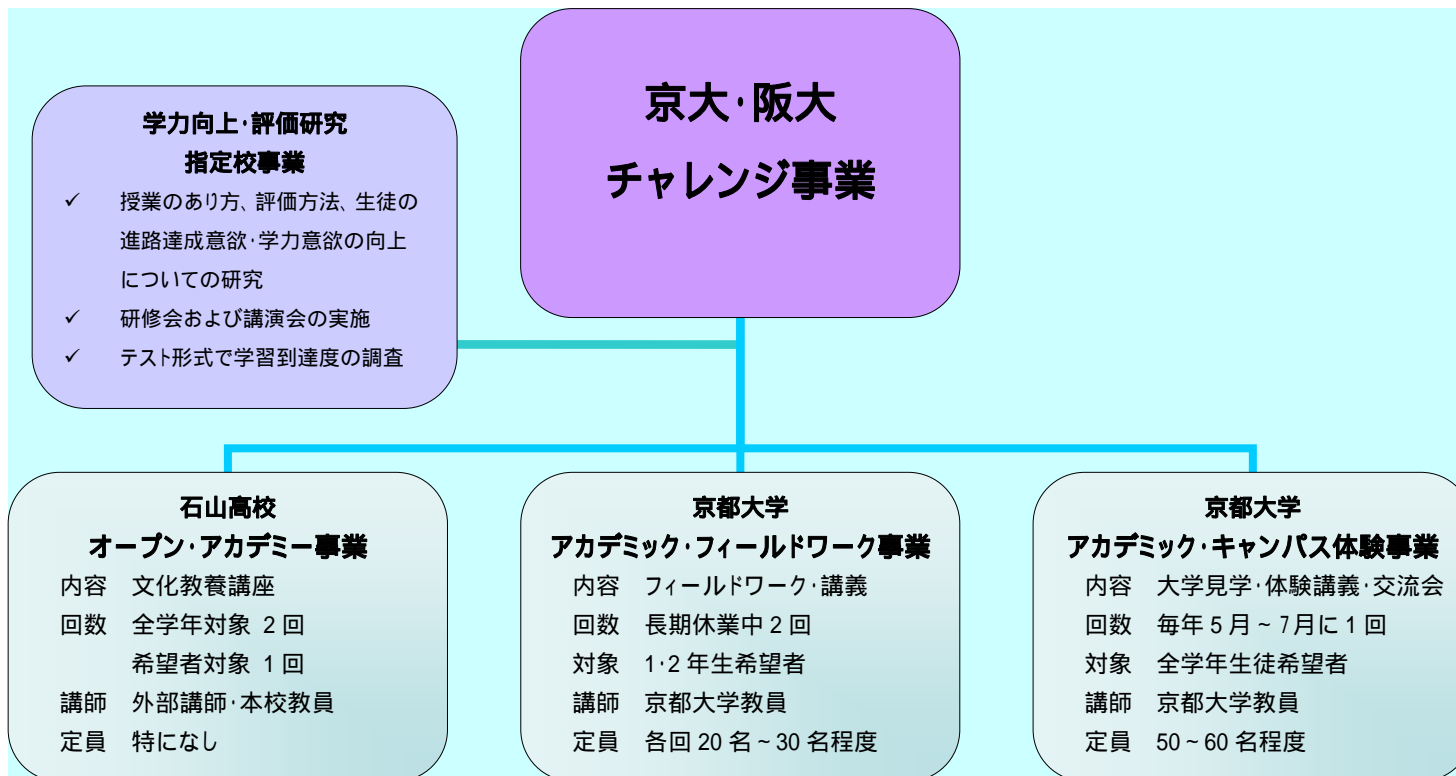 京大・阪大
チャレンジ事業
学力向上・評価研究
指定校事業
✓ 授業のあり方、評価方法、生徒の
進路達成意欲・学力意欲の向上
についての研究
✓ 研修会および講演会の実施
✓ テスト形式で学習到達度の調査
石山高校
オープン・アカデミー事業
内容 文化教養講座
回数 全学年対象 2回
希望者対象 1回
講師 外部講師・本校教員
定員 特になし
京都大学
アカデミック・フィールドワーク事業
内容 フィールドワーク・講義
回数 長期休業中2回
対象 1・2年生希望者
講師 京都大学教員
定員 各回20名~30名程度
京都大学
アカデミック・キャンパス体験事業
内容 大学見学・体験講義・交流会
回数 毎年5月~7月に1回
対象 全学年生徒希望者
講師 京都大学教員
定員 50~60名程度